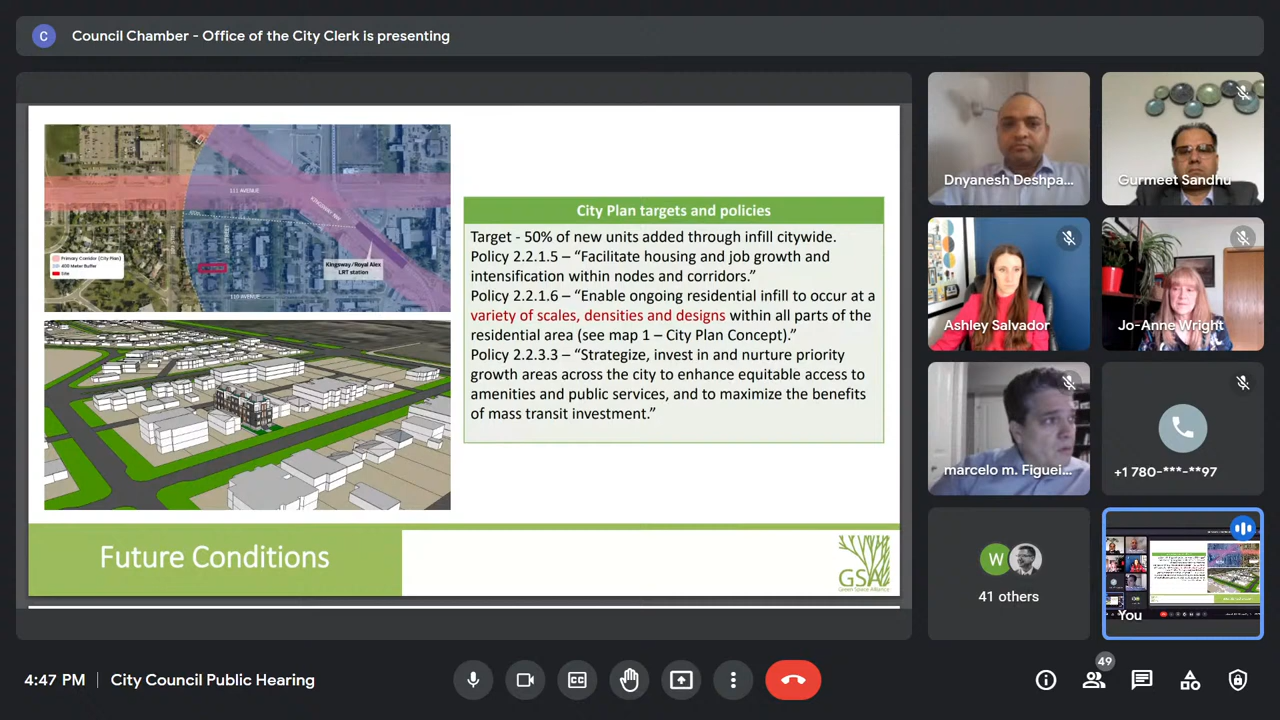 C
Council Chamber - Office of the City Clerk is presenting
111 AVENUE
KINGSWAY NW
Primary Corridor (City Plan)
400 Meter Buffer
Site
Kingsway/Royal Alex
LRT station
110 AVENUE
City Plan targets and policies
Target - 50% of new units added through infill citywide.
Policy 2.2.1.5 – “Facilitate housing and job growth and
intensification within nodes and corridors.”
Policy 2.2.1.6 – “Enable ongoing residential infill to occur at a
variety of scales, densities and designs within all parts of the
residential area (see map 1 – City Plan Concept).”
Policy 2.2.3.3 – “Strategize, invest in and nurture priority
growth areas across the city to enhance equitable access to
amenities and public services, and to maximize the benefits
of mass transit investment.”
Future Conditions
GSA
Green Space Alliance
Dnyanesh Deshpa...
Gurmeet Sandhu
Ashley Salvador
Jo-Anne Wright
marcelo m. Figuei...
+1 780-***-**97
W
41 others
You
4:47 PM
City Council Public Hearing
49